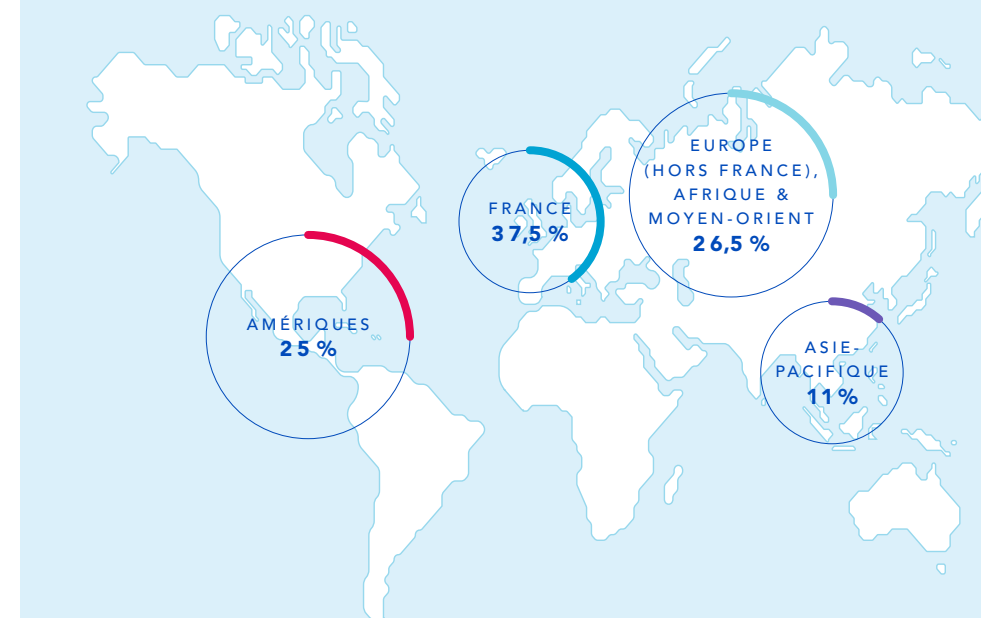 EUROPE
(HORS FRANCE),
AFRIQUE &
MOYEN-ORIENT
26,5 %
FRANCE
37,5 %
AMÉRIQUES
25 %
ASIE-
PACIFIQUE
11 %